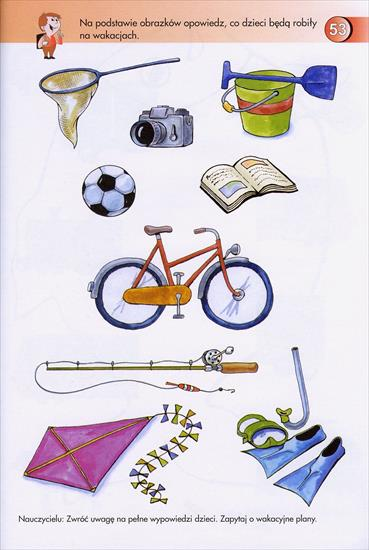 Na podstawie obrazków opowiedz, co dzieci będą robiły
na wakacjach.
53
Nauczycielu: Zwróć uwagę na pełne wypowiedzi dzieci. Zapytaj o wakacyjne plany.